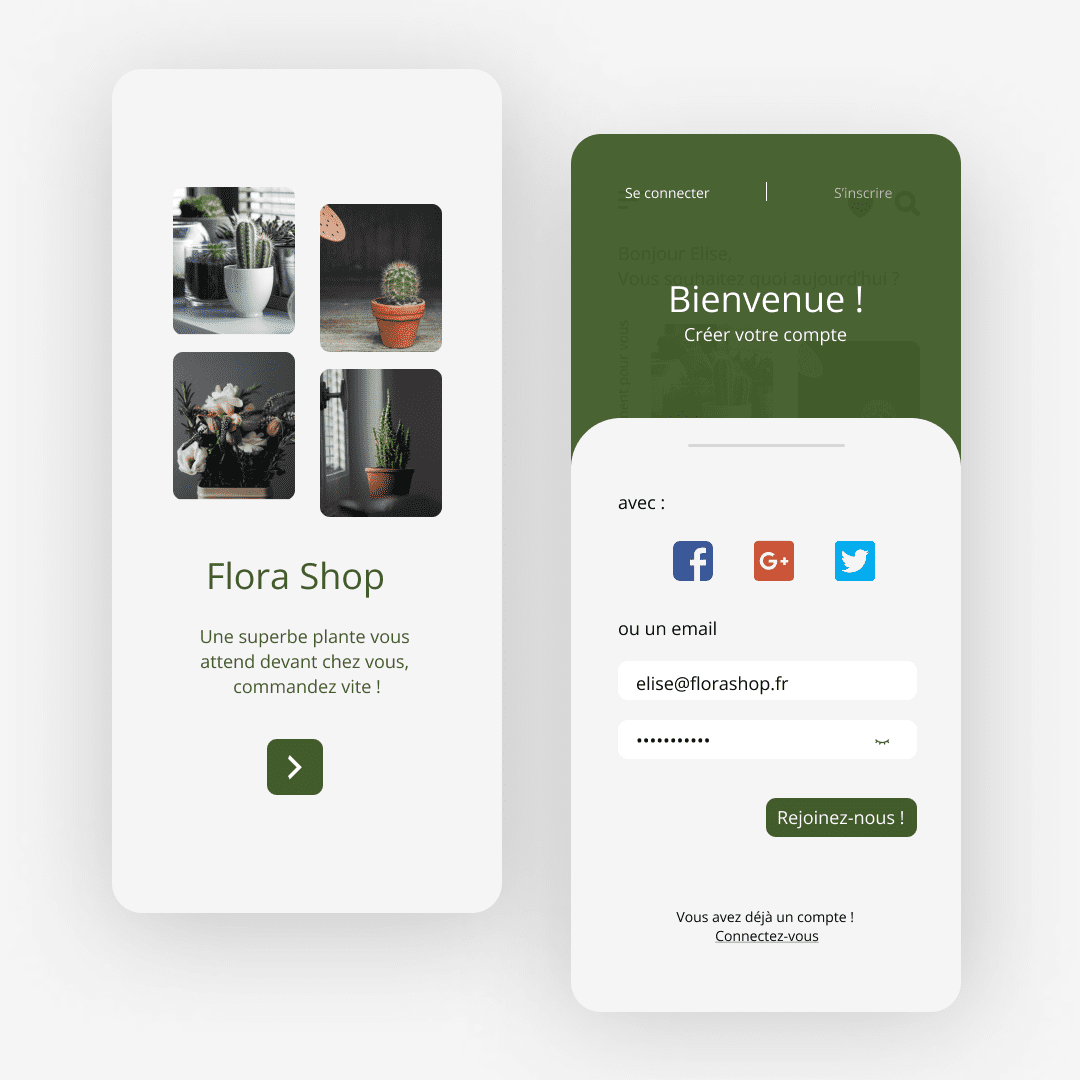 Flora Shop
Une superbe plante vous
attend devant chez vous,
commandez vite !
Se connecter
S'inscrire
Bonjour Elise,
Vous souhaitez quoi aujourd'hui ?
Bienvenue !
Créer votre compte
pour vous
avec :
G+
ou un email
elise@florashop.fr
•••••••••••
Rejoinez-nous !
Vous avez déjà un compte !
Connectez-vous